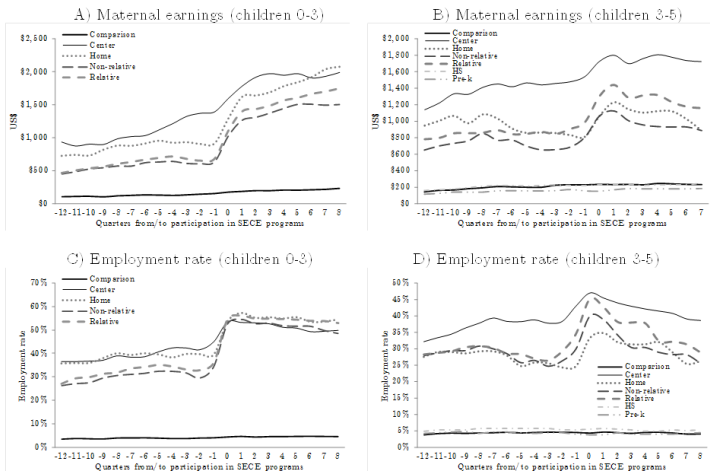 A) Maternal earnings (children 0-3)
$2,500
$2,000
$1,500
$1,000
$500
$0
US$
Comparison
Center
Home
Non-relative
Relative
-12 -11 -10 -9 -8 -7 -6 -5 -4 -3 -2 -1 0 1 2 3 4 5 6 7 8
Quarters from/to participation in SECE programs
B) Maternal earnings (children 3-5)
$2,000
$1,800
$1,600
$1,400
$1,200
$1,000
$800
$600
$400
$200
$0
US$
Comparison
Center
Home
Non-relative
Relative
HS
Pre-k
-12 -11 -10 -9 -8 -7 -6 -5 -4 -3 -2 -1 0 1 2 3 4 5 6 7
Quarters from/to participation in SECE programs
C) Employment rate (children 0-3)
70%
60%
50%
40%
30%
20%
10%
0%
Employment rate
Comparison
Center
Home
Non-relative
Relative
-12 -11 -10 -9 -8 -7 -6 -5 -4 -3 -2 -1 0 1 2 3 4 5 6 7 8
Quarters from/to participation in SECE programs
D) Employment rate (children 3-5)
50%
45%
40%
35%
30%
25%
20%
15%
10%
5%
0%
Employment rate
Comparison
Center
Home
Non-relative
Relative
HS
Pre-k
-12 -11 -10 -9 -8 -7 -6 -5 -4 -3 -2 -1 0 1 2 3 4 5 6 7 8
Quarters from/to participation in SECE programs